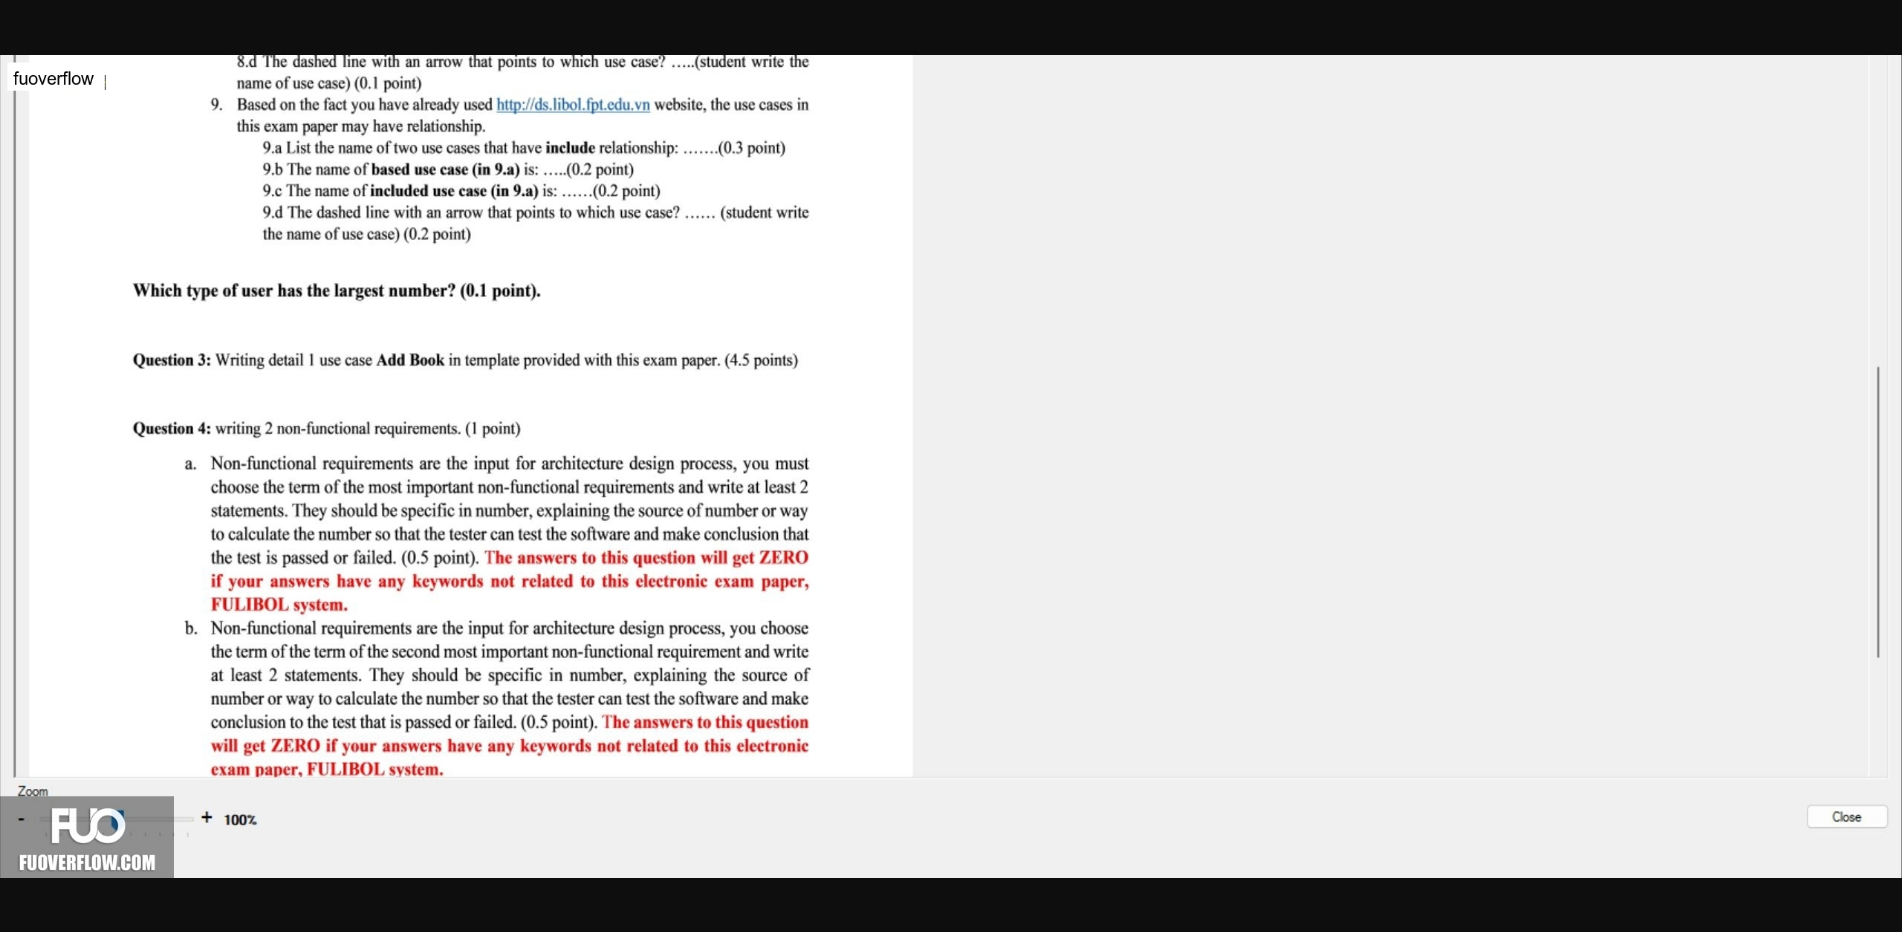 8.d The dashed line with an arrow that points to which use case? …..(student write the
fuoverflow |
name of use case) (0.1 point)
9. Based on the fact you have already used http://ds.libol.fpt.edu.vn website, the use cases in
this exam paper may have relationship.
9.a List the name of two use cases that have include relationship: …….(0.3 point)
9.b The name of based use case (in 9.a) is: …..(0.2 point)
9.c The name of included use case (in 9.a) is: ……(0.2 point)
9.d The dashed line with an arrow that points to which use case? …… (student write
the name of use case) (0.2 point)
Which type of user has the largest number? (0.1 point).
Question 3: Writing detail 1 use case Add Book in template provided with this exam paper. (4.5 points)
Question 4: writing 2 non-functional requirements. (1 point)
a. Non-functional requirements are the input for architecture design process, you must
choose the term of the most important non-functional requirements and write at least 2
statements. They should be specific in number, explaining the source of number or way
to calculate the number so that the tester can test the software and make conclusion that
the test is passed or failed. (0.5 point). The answers to this question will get ZERO
if your answers have any keywords not related to this electronic exam paper,
FULIBOL system.
b. Non-functional requirements are the input for architecture design process, you choose
the term of the term of the second most important non-functional requirement and write
at least 2 statements. They should be specific in number, explaining the source of
number or way to calculate the number so that the tester can test the software and make
conclusion to the test that is passed or failed. (0.5 point). The answers to this question
will get ZERO if your answers have any keywords not related to this electronic
exam paper, FULIBOL system.
Zoom
- + 100%
Close
FUO
FUOVERFLOW.COM